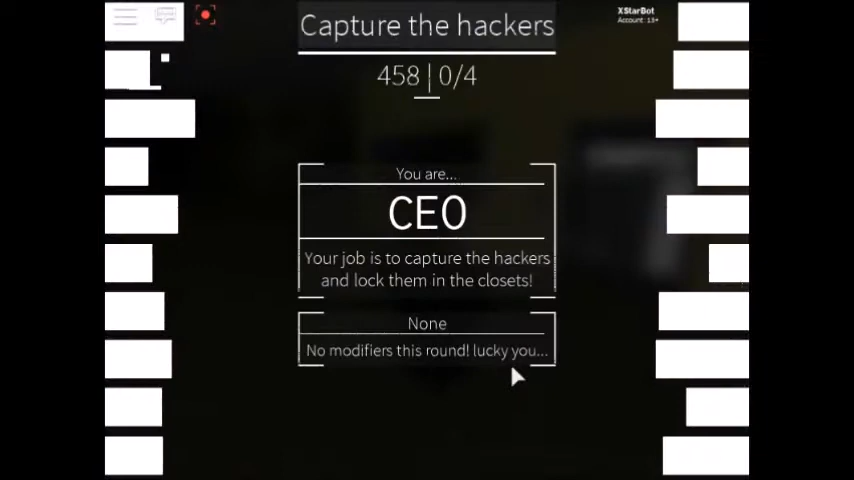 Capture the hackers
XStarBot
Account: 13+
458 | 0/4
You are...
CEO
Your job is to capture the hackers
and lock them in the closets!
None
No modifiers this round! lucky you...